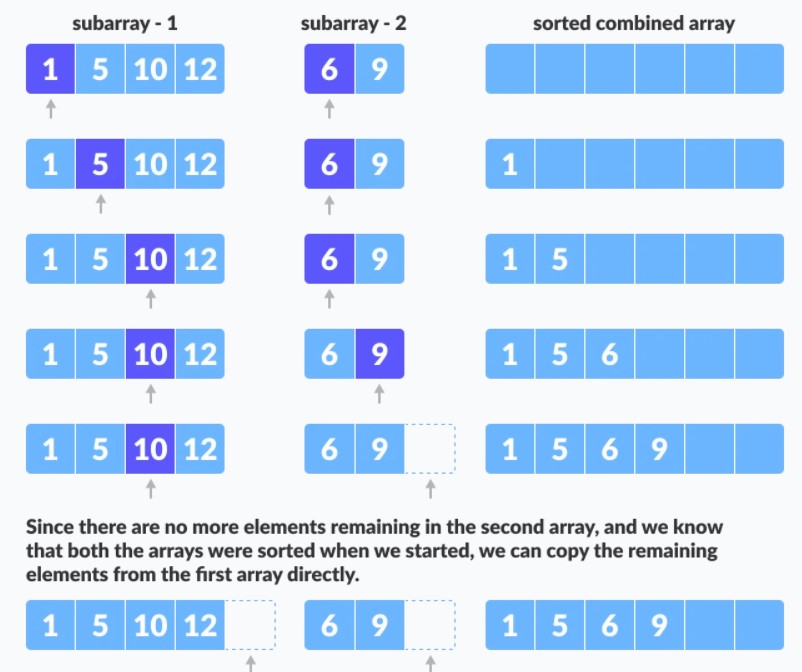 subarray - 1 subarray - 2 sorted combined array
1 5 10 12 6 9
1 5 10 12 6 9 1
1 5 10 12 6 9 1 5
1 5 10 12 6 9 1 5 6
1 5 10 12 6 9 1 5 6 9
Since there are no more elements remaining in the second array, and we know
that both the arrays were sorted when we started, we can copy the remaining
elements from the first array directly.
1 5 10 12 6 9 1 5 6 9